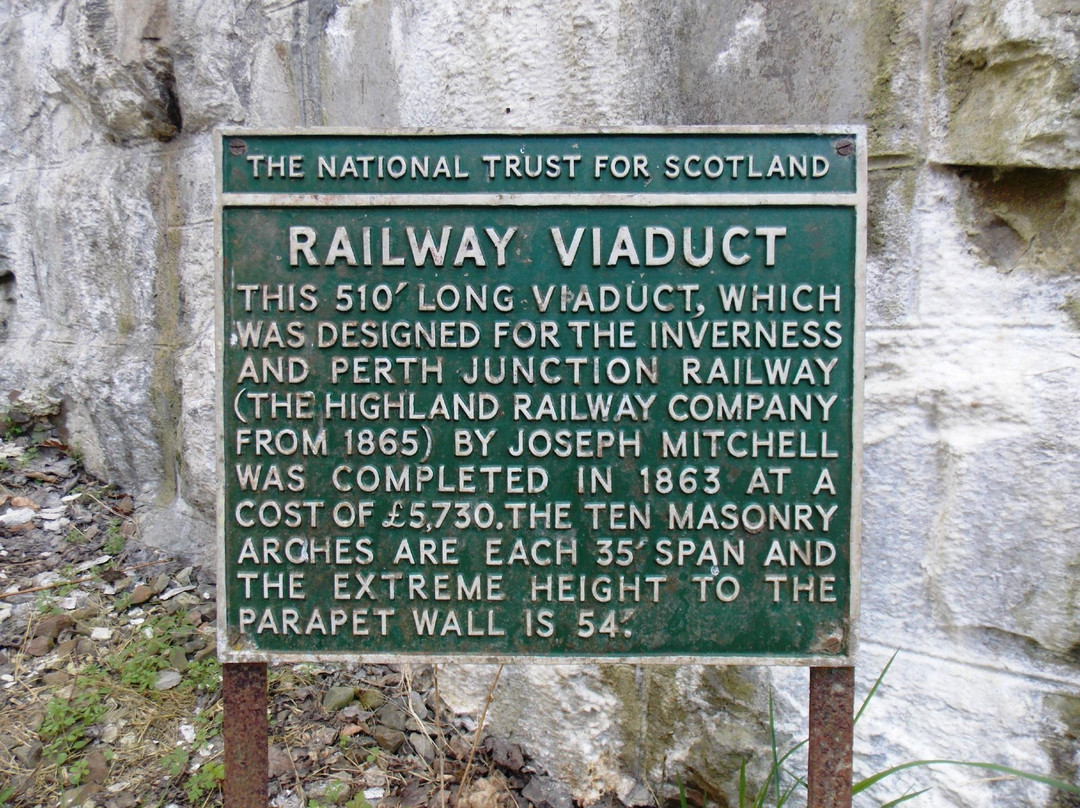 THE NATIONAL TRUST FOR SCOTLAND
RAILWAY VIADUCT
THIS 510′ LONG VIADUCT, WHICH
WAS DESIGNED FOR THE INVERNESS
AND PERTH JUNCTION RAILWAY
(THE HIGHLAND RAILWAY COMPANY
FROM 1865) BY JOSEPH MITCHELL
WAS COMPLETED IN 1863 AT A
COST OF £5,730. THE TEN MASONRY
ARCHES ARE EACH 35′ SPAN AND
THE EXTREME HEIGHT TO THE
PARAPET WALL IS 54′.